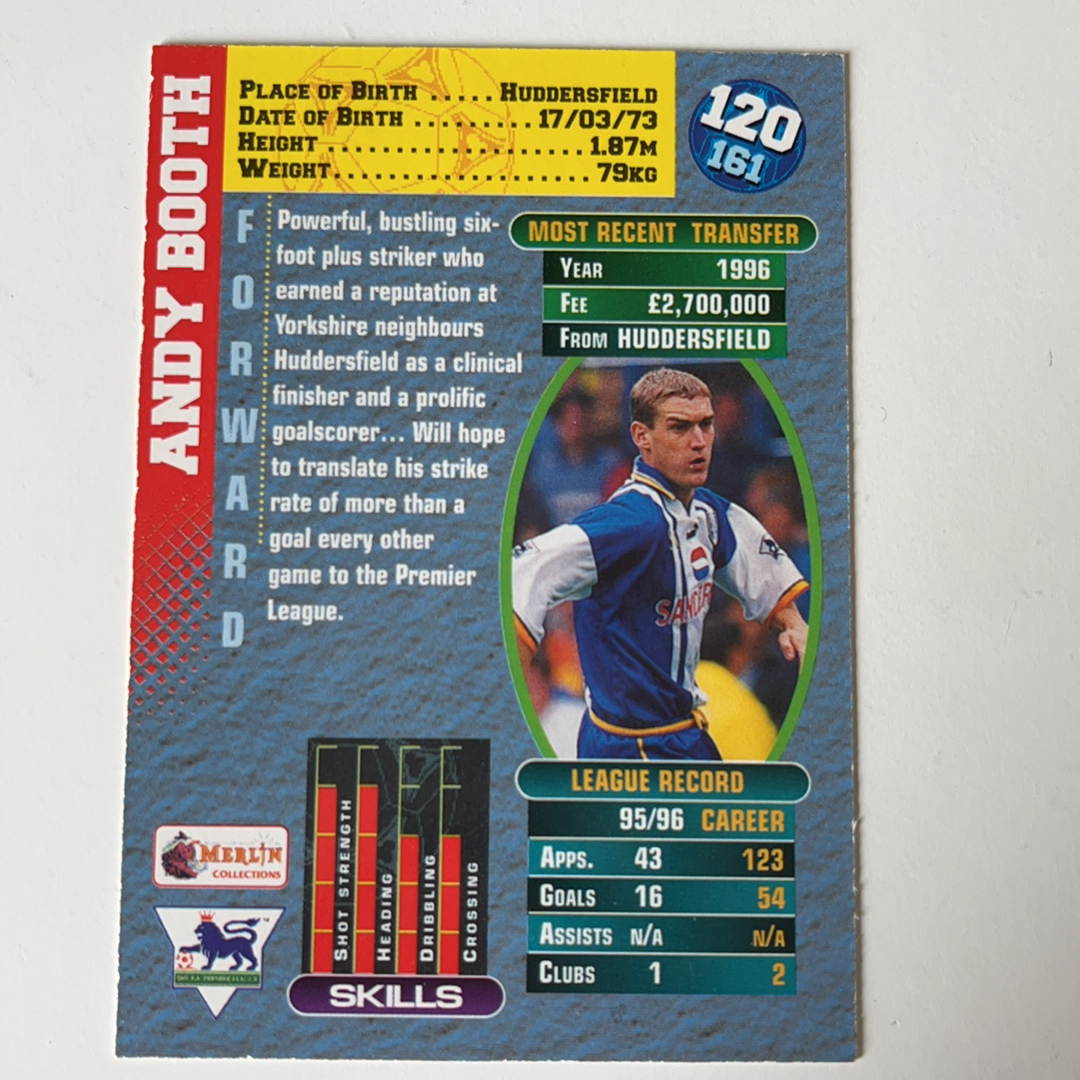 ANDY BOOTH
PLACE OF BIRTH ..... HUDDERSFIELD
DATE OF BIRTH ......... 17/03/73
HEIGHT ................... 1.87M
WEIGHT ................... 79KG
120
161
FORWARD
Powerful, bustling six-
foot plus striker who
earned a reputation at
Yorkshire neighbours
Huddersfield as a clinical
finisher and a prolific
goalscorer... Will hope
to translate his strike
rate of more than a
goal every other
game to the Premier
League.
MOST RECENT TRANSFER
YEAR 1996
FEE £2,700,000
FROM HUDDERSFIELD
LEAGUE RECORD
95/96 CAREER
APPS. 43 123
GOALS 16 54
ASSISTS N/A N/A
CLUBS 1 2
SHOT STRENGTH
HEADING
DRIBBLING
CROSSING
SKILLS
MERLIN
COLLECTIONS